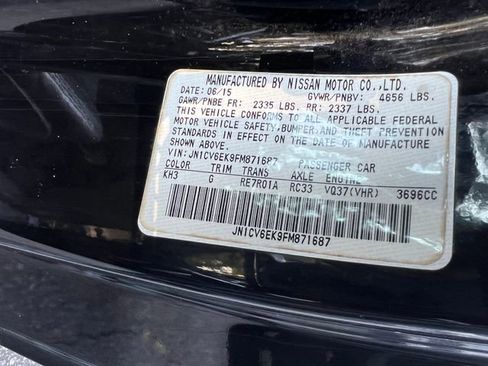 MANUFACTURED BY NISSAN MOTOR CO.,LTD.
DATE: 06/15 GVWR/PNBV: 4656 LBS.
GAWR/PNBE FR: 2335 LBS. RR: 2337 LBS.
THIS VEHICLE CONFORMS TO ALL APPLICABLE FEDERAL
MOTOR VEHICLE SAFETY,BUMPER AND THEFT PREVENTION
STANDARDS IN EFFECT ON THE DATE OF MANUFACTURE
SHOWN ABOVE.
VIN: JN1CV6EK9FM871687 PASSENGER CAR
COLOR TRIM TRANS AXLE ENGINE
KH3 G RE7R01A RC33 VQ37(VHR) 3696CC
JN1CV6EK9FM871687